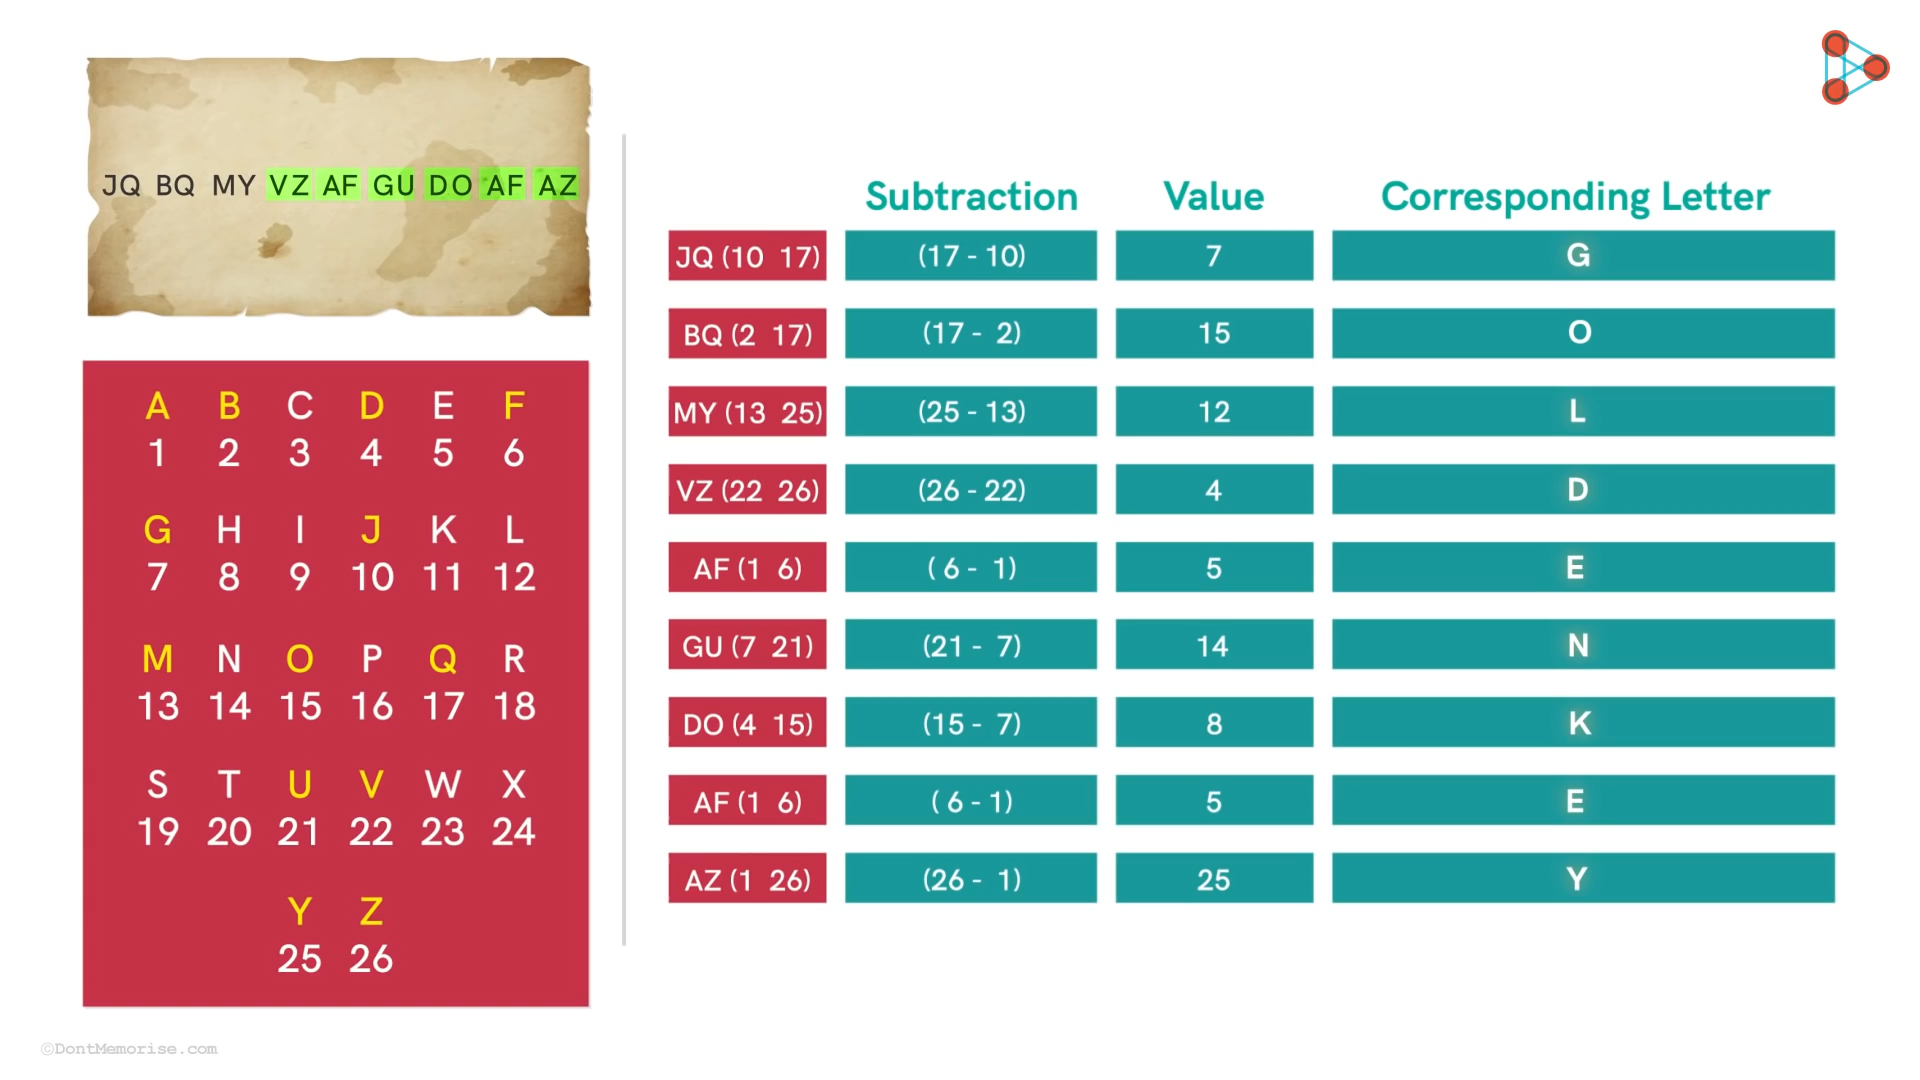 JQ BQ MY VZ AF GU DO AF AZ
A B C D E F
1 2 3 4 5 6
G H I J K L
7 8 9 10 11 12
M N O P Q R
13 14 15 16 17 18
S T U V W X
19 20 21 22 23 24
Y Z
25 26
Subtraction Value Corresponding Letter
JQ (10 17) (17 - 10) 7 G
BQ (2 17) (17 - 2) 15 O
MY (13 25) (25 - 13) 12 L
VZ (22 26) (26 - 22) 4 D
AF (1 6) ( 6 - 1) 5 E
GU (7 21) (21 - 7) 14 N
DO (4 15) (15 - 7) 8 K
AF (1 6) ( 6 - 1) 5 E
AZ (1 26) (26 - 1) 25 Y
©DontMemorise.com